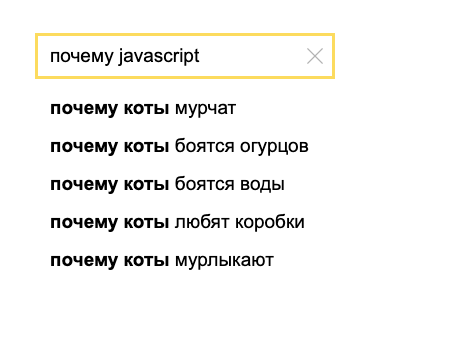 почему javascript
почему коты мурчат
почему коты боятся огурцов
почему коты боятся воды
почему коты любят коробки
почему коты мурлыкают